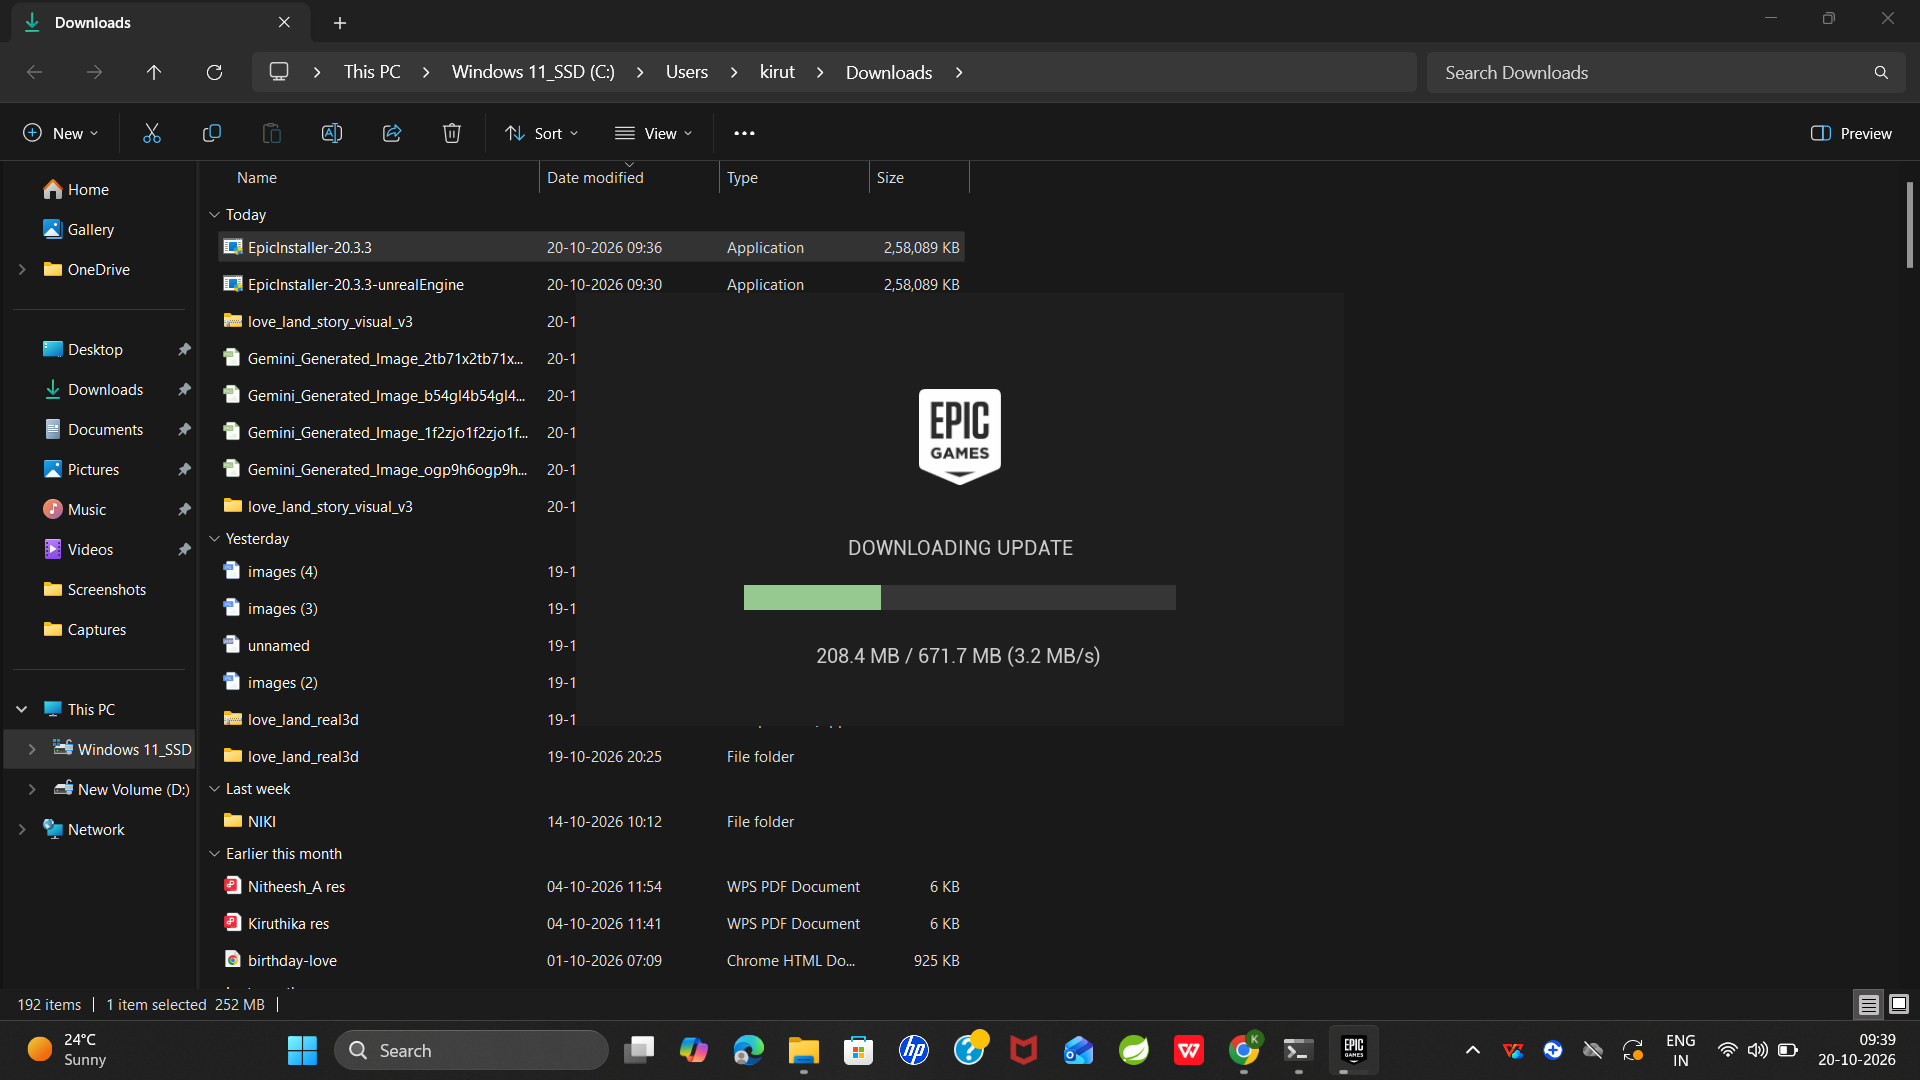 Downloads
This PC
Windows 11_SSD (C:)
Users
kirut
Downloads
Search Downloads
New
Sort
View
Preview
Name
Date modified
Type
Size
Home
Gallery
OneDrive
Desktop
Downloads
Documents
Pictures
Music
Videos
Screenshots
Captures
This PC
Windows 11_SSD
New Volume (D:)
Network
Today
EpicInstaller-20.3.3 20-10-2026 09:36 Application 2,58,089 KB
EpicInstaller-20.3.3-unrealEngine 20-10-2026 09:30 Application 2,58,089 KB
love_land_story_visual_v3 20-1
Gemini_Generated_Image_2tb71x2tb71x... 20-1
Gemini_Generated_Image_b54gl4b54gl4... 20-1
Gemini_Generated_Image_1f2zjo1f2zjo1f... 20-1
Gemini_Generated_Image_ogp9h6ogp9h... 20-1
love_land_story_visual_v3 20-1
Yesterday
images (4) 19-1
images (3) 19-1
unnamed 19-1
images (2) 19-1
love_land_real3d 19-1
love_land_real3d 19-10-2026 20:25 File folder
Last week
NIKI 14-10-2026 10:12 File folder
Earlier this month
Nitheesh_A res 04-10-2026 11:54 WPS PDF Document 6 KB
Kiruthika res 04-10-2026 11:41 WPS PDF Document 6 KB
birthday-love 01-10-2026 07:09 Chrome HTML Do... 925 KB
EPIC
GAMES
DOWNLOADING UPDATE
208.4 MB / 671.7 MB (3.2 MB/s)
192 items
1 item selected 252 MB
24°C
Sunny
Search
hp
K
EPIC
GAMES
ENG
IN
09:39
20-10-2026